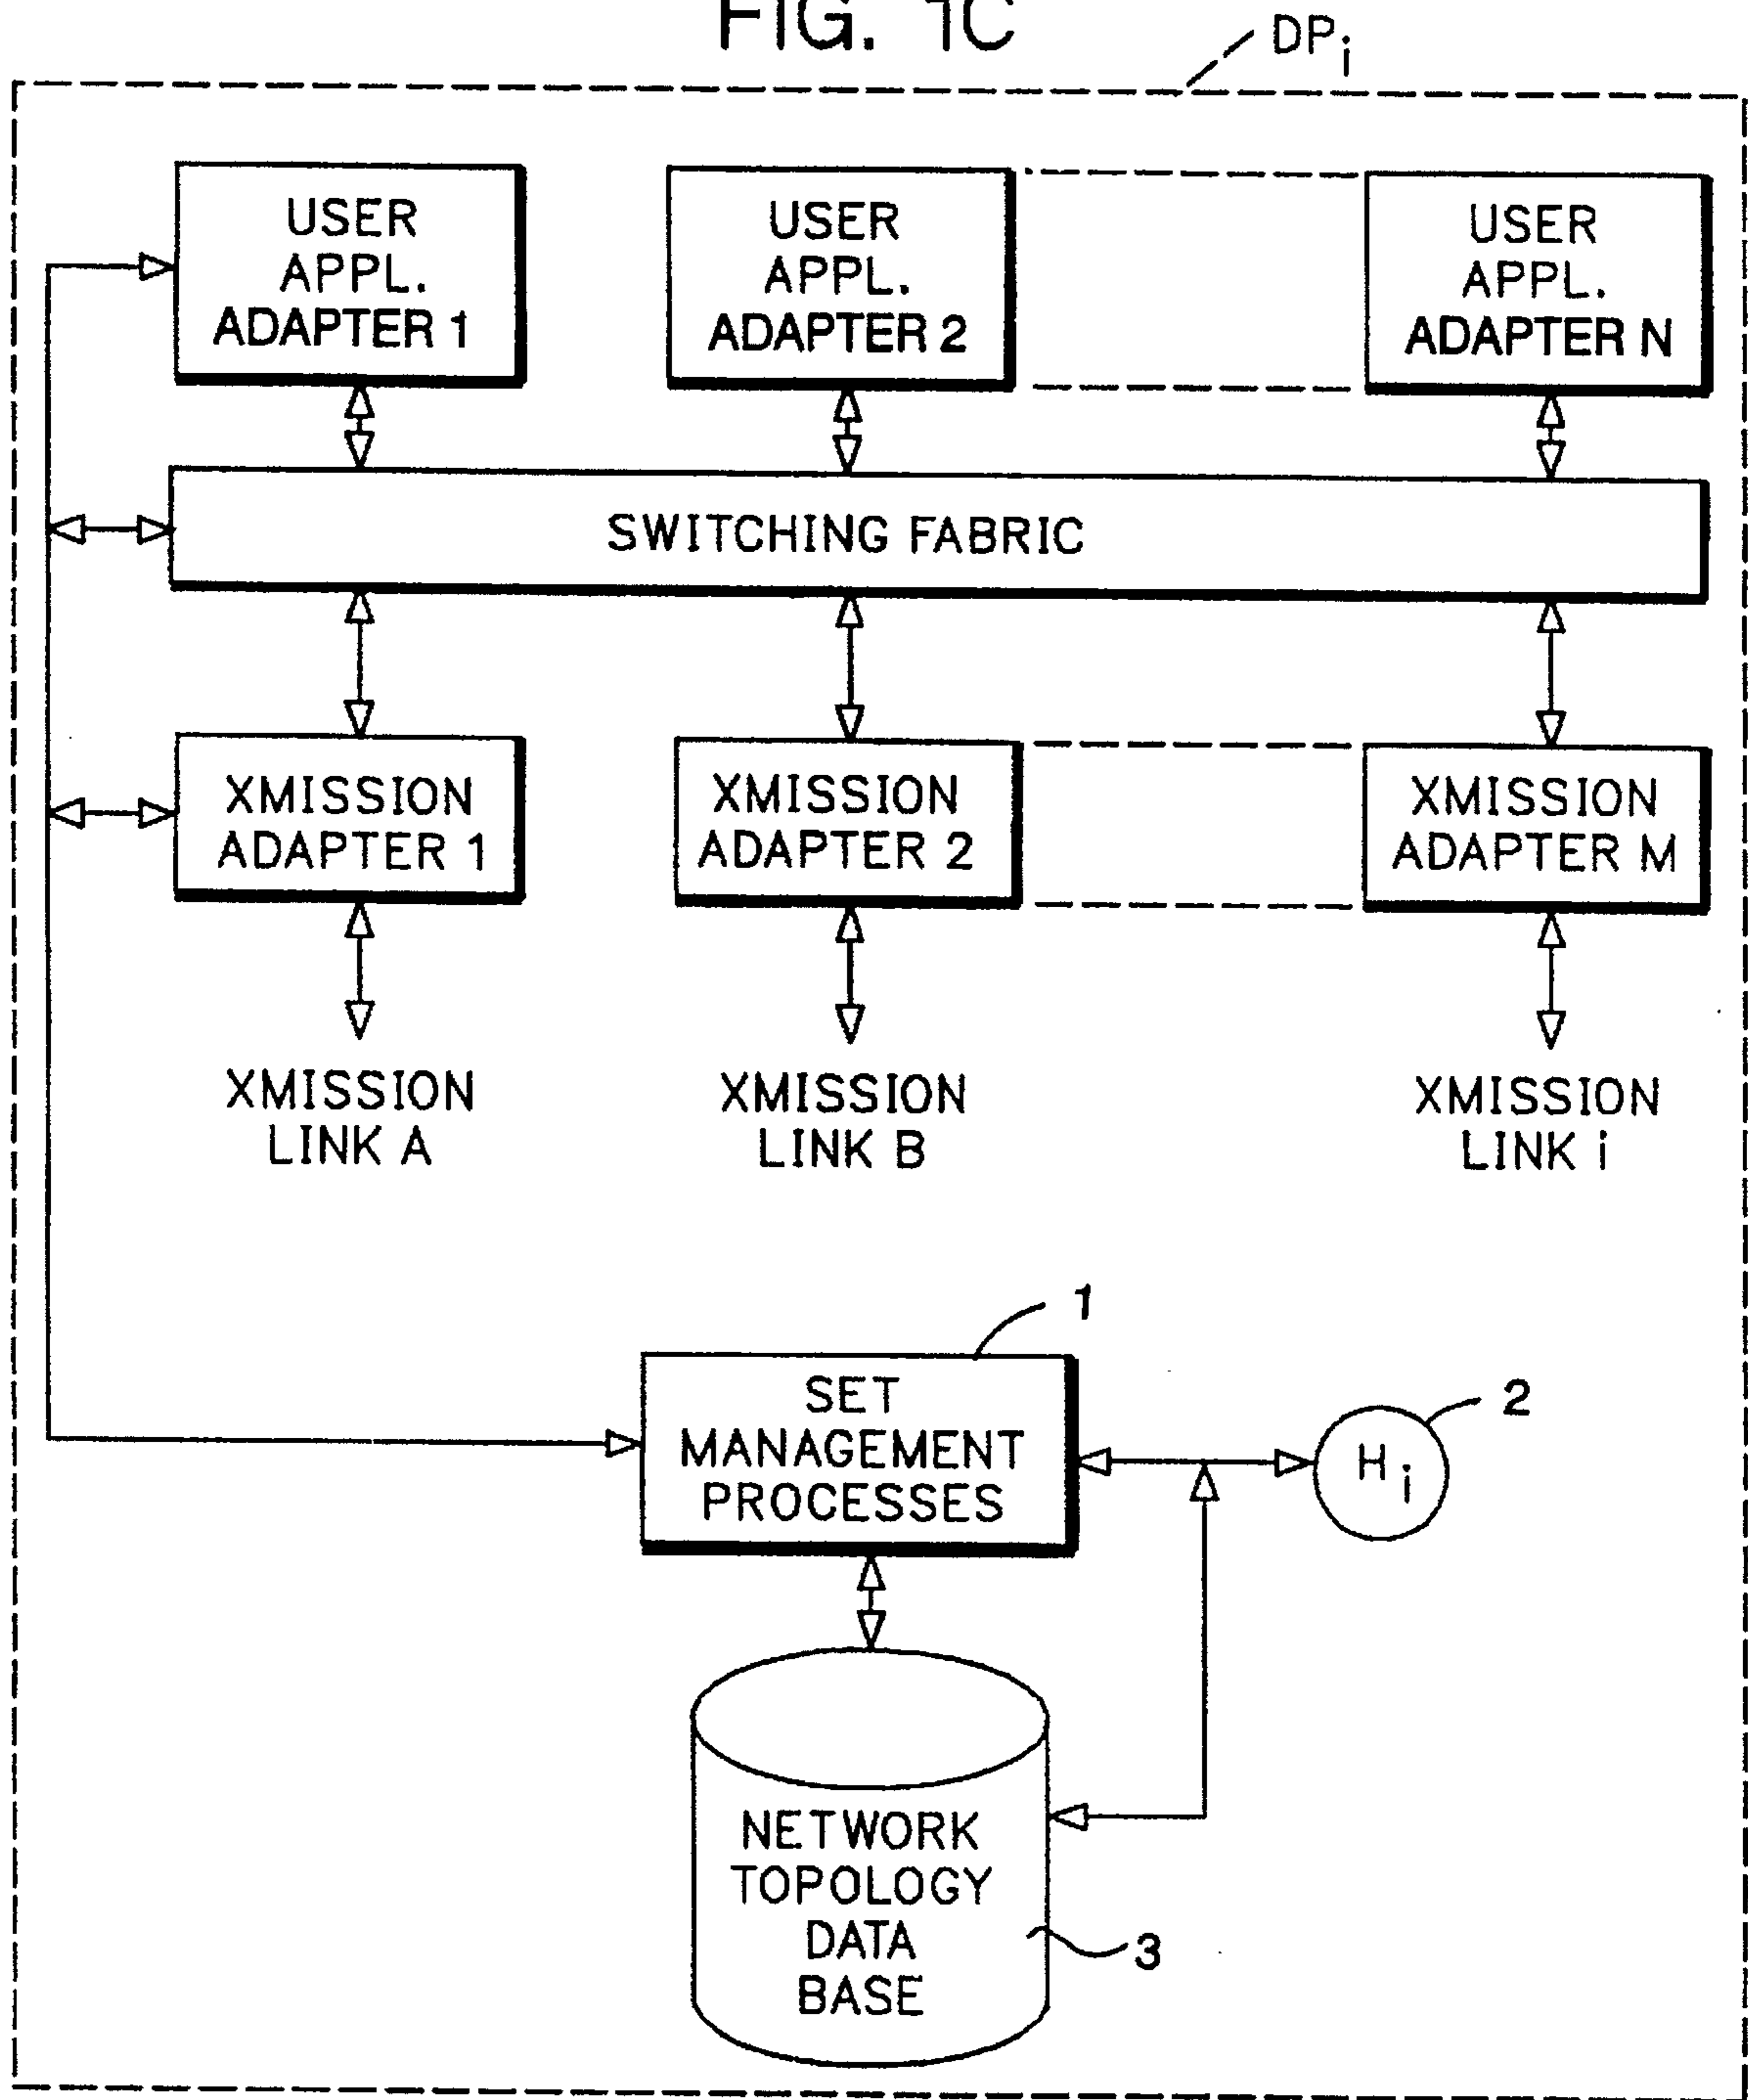 FIG. 1C
DPi
USER
APPL.
ADAPTER 1
USER
APPL.
ADAPTER 2
USER
APPL.
ADAPTER N
SWITCHING FABRIC
XMISSION
ADAPTER 1
XMISSION
ADAPTER 2
XMISSION
ADAPTER M
XMISSION
LINK A
XMISSION
LINK B
XMISSION
LINK i
1
SET
MANAGEMENT
PROCESSES
2
Hi
NETWORK
TOPOLOGY
DATA
BASE
3